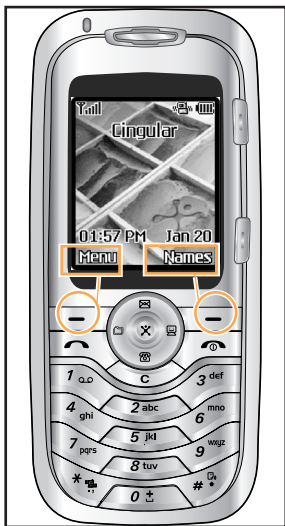 Cingular
01:57 PM Jan 20
Menu Names
C
1 3 def
4 ghi 2 abc 6 mno
7 pqrs 5 jkl 9 wxyz
8 tuv
* 0 #